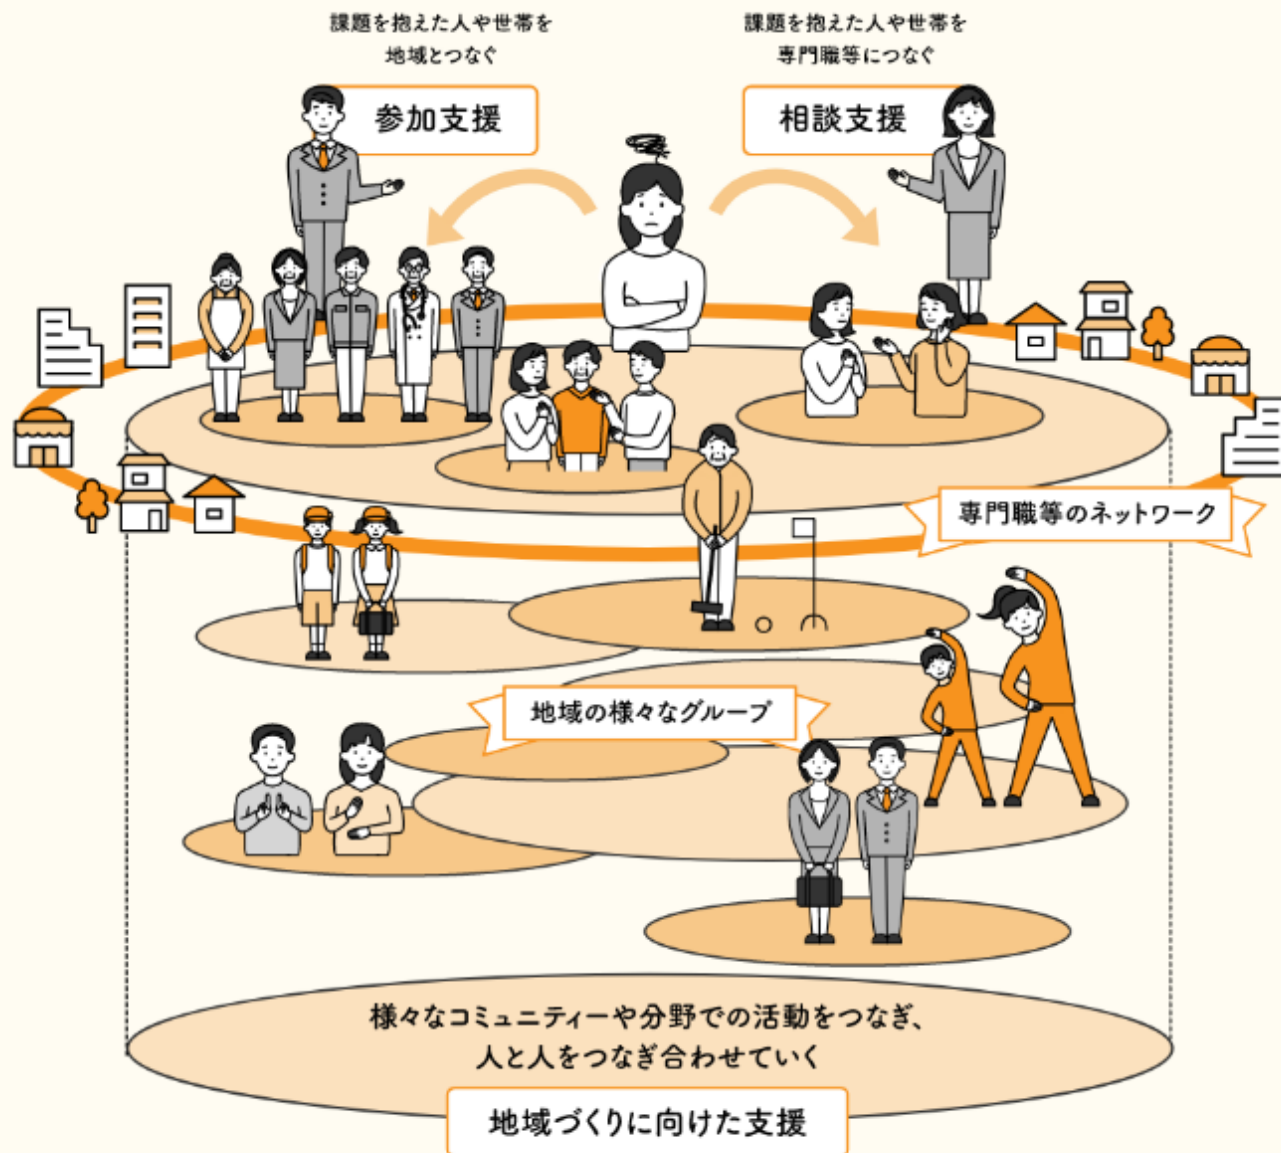 課題を抱えた人や世帯を
地域とつなぐ
参加支援
課題を抱えた人や世帯を
専門職等につなぐ
相談支援
専門職等のネットワーク
地域の様々なグループ
様々なコミュニティーや分野での活動をつなぎ、
人と人をつなぎ合わせていく
地域づくりに向けた支援